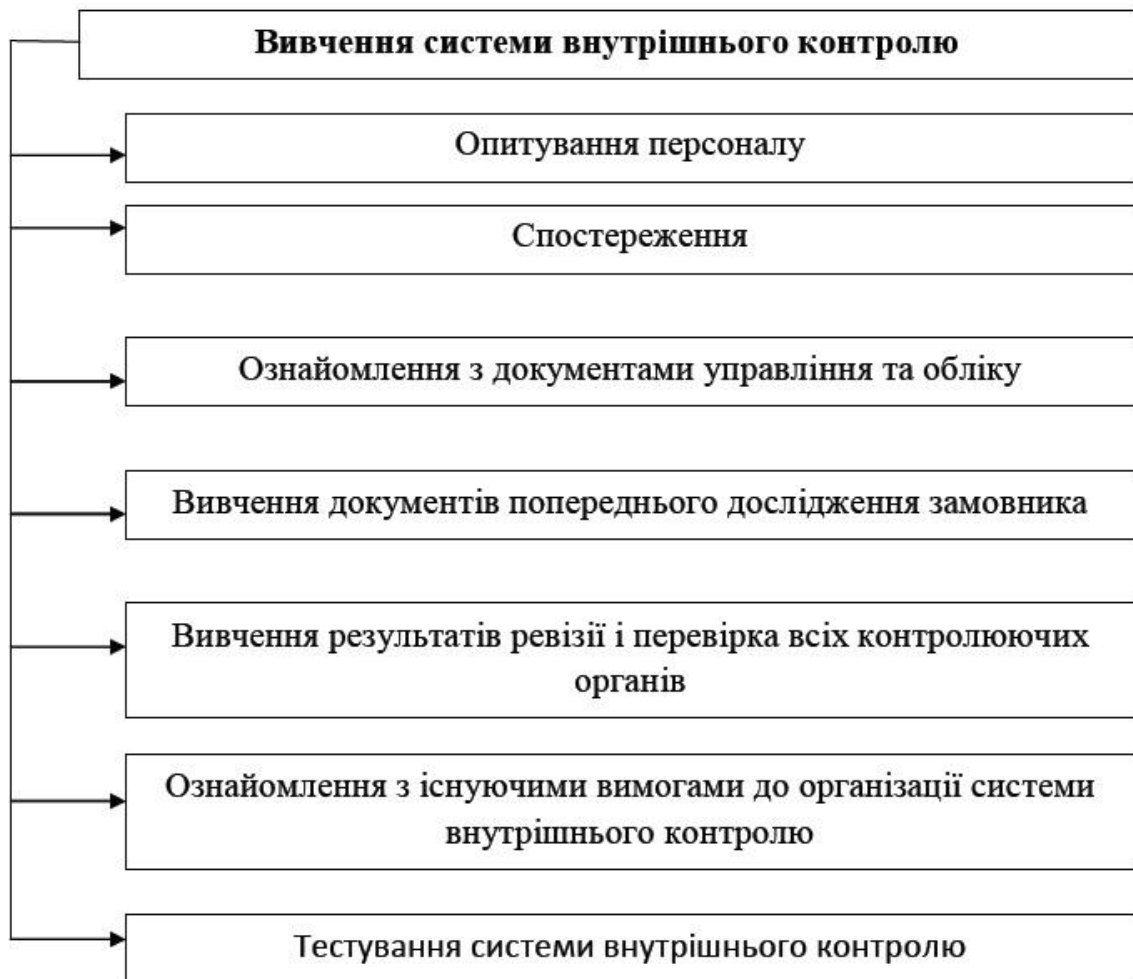 Вивчення системи внутрішнього контролю
Опитування персоналу
Спостереження
Ознайомлення з документами управління та обліку
Вивчення документів попереднього дослідження замовника
Вивчення результатів ревізії і перевірка всіх контролюючих
органів
Ознайомлення з існуючими вимогами до організації системи
внутрішнього контролю
Тестування системи внутрішнього контролю